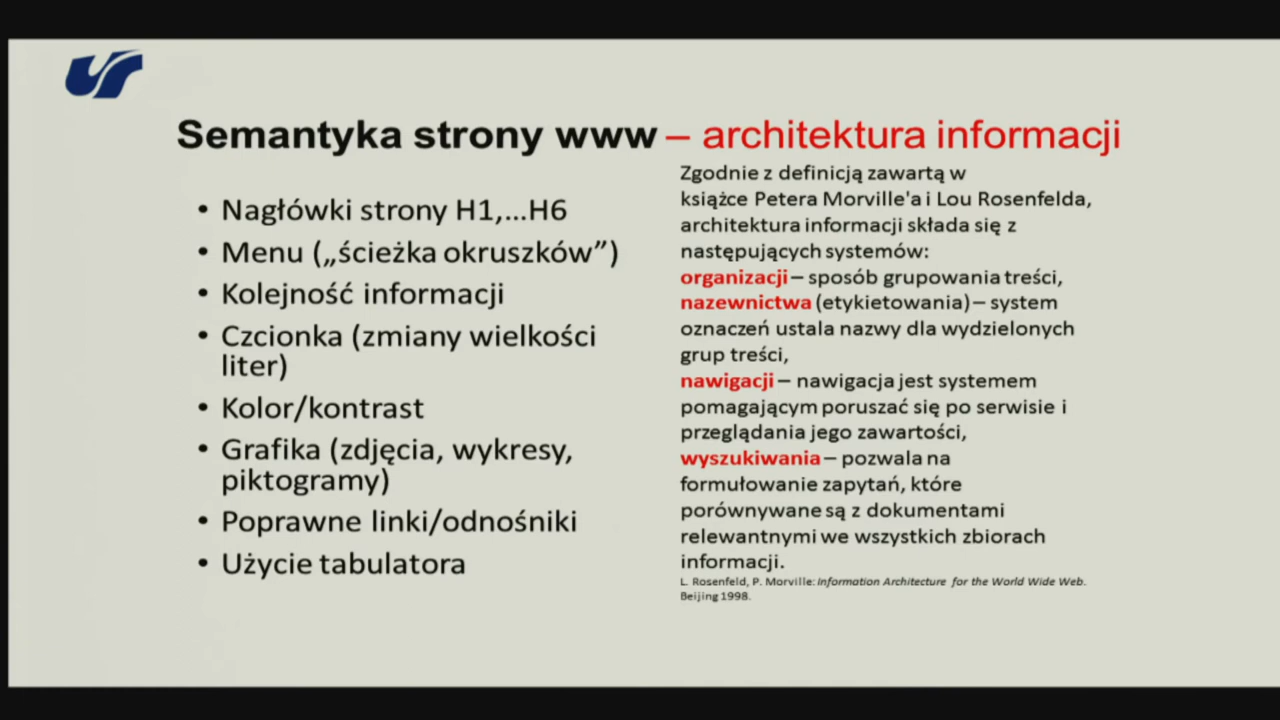 Semantyka strony www – architektura informacji
• Nagłówki strony H1,...H6
• Menu („ścieżka okruszków”)
• Kolejność informacji
• Czcionka (zmiany wielkości
liter)
• Kolor/kontrast
• Grafika (zdjęcia, wykresy,
piktogramy)
• Poprawne linki/odnośniki
• Użycie tabulatora
Zgodnie z definicją zawartą w
książce Petera Morville'a i Lou Rosenfelda,
architektura informacji składa się z
następujących systemów:
organizacji – sposób grupowania treści,
nazewnictwa (etykietowania) – system
oznaczeń ustala nazwy dla wydzielonych
grup treści,
nawigacji – nawigacja jest systemem
pomagającym poruszać się po serwisie i
przeglądania jego zawartości,
wyszukiwania – pozwala na
formułowanie zapytań, które
porównywane są z dokumentami
relewantnymi we wszystkich zbiorach
informacji.
L. Rosenfeld, P. Morville: Information Architecture for the World Wide Web.
Beijing 1998.